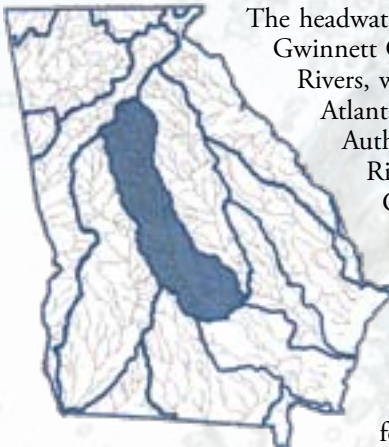 The headwat
Gwinnett C
Rivers, w
Atlant
Auth
Ri
C
f